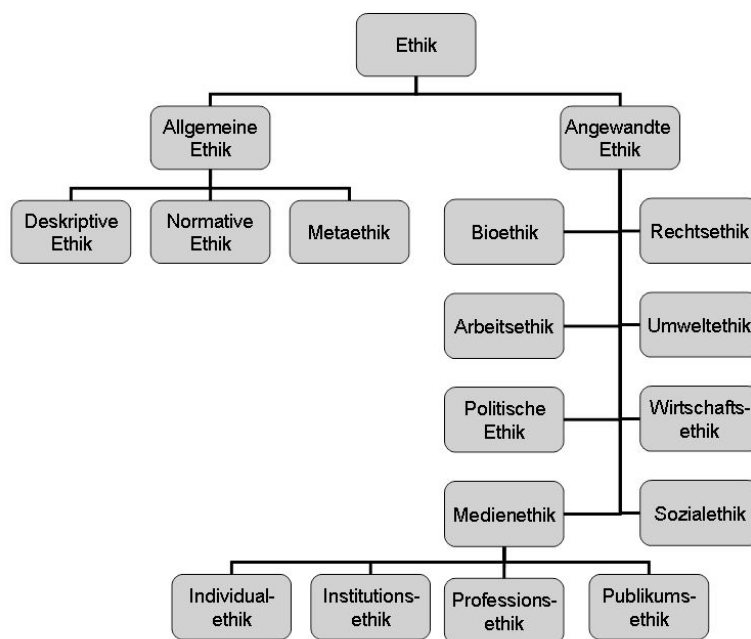 Ethik
Allgemeine
Ethik
Angewandte
Ethik
Deskriptive
Ethik
Normative
Ethik
Metaethik
Bioethik
Rechtsethik
Arbeitsethik
Umweltethik
Politische
Ethik
Wirtschafts-
ethik
Medienethik
Sozialethik
Individual-
ethik
Institutions-
ethik
Professions-
ethik
Publikums-
ethik